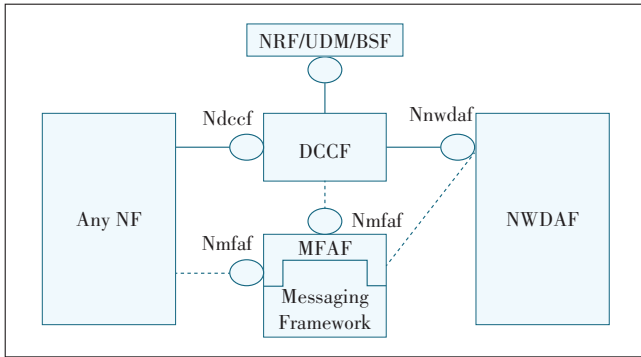 NRF/UDM/BSF
Ndccf
Nnwdaf
DCCF
Any NF
NWDAF
Nmfaf
Nmfaf
MFAF
Messaging
Framework